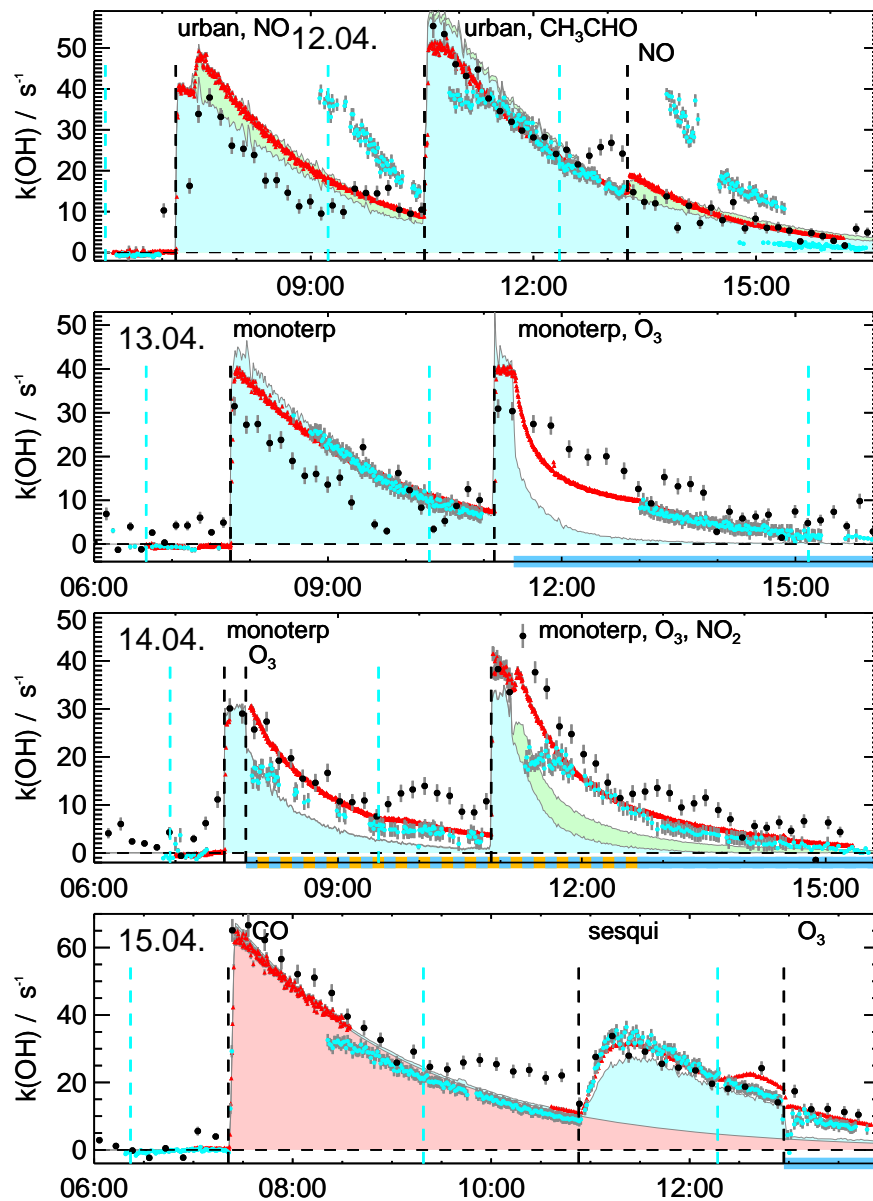 urban, NO
12.04.
urban, CH₃CHO
NO
k(OH) / s⁻¹
50
40
30
20
10
0
09:00 12:00 15:00
13.04.
monoterp
monoterp, O₃
k(OH) / s⁻¹
50
40
30
20
10
0
06:00 09:00 12:00 15:00
14.04.
monoterp
O₃
monoterp, O₃, NO₂
k(OH) / s⁻¹
50
40
30
20
10
0
06:00 09:00 12:00 15:00
15.04.
CO
sesqui
O₃
k(OH) / s⁻¹
60
40
20
0
06:00 08:00 10:00 12:00